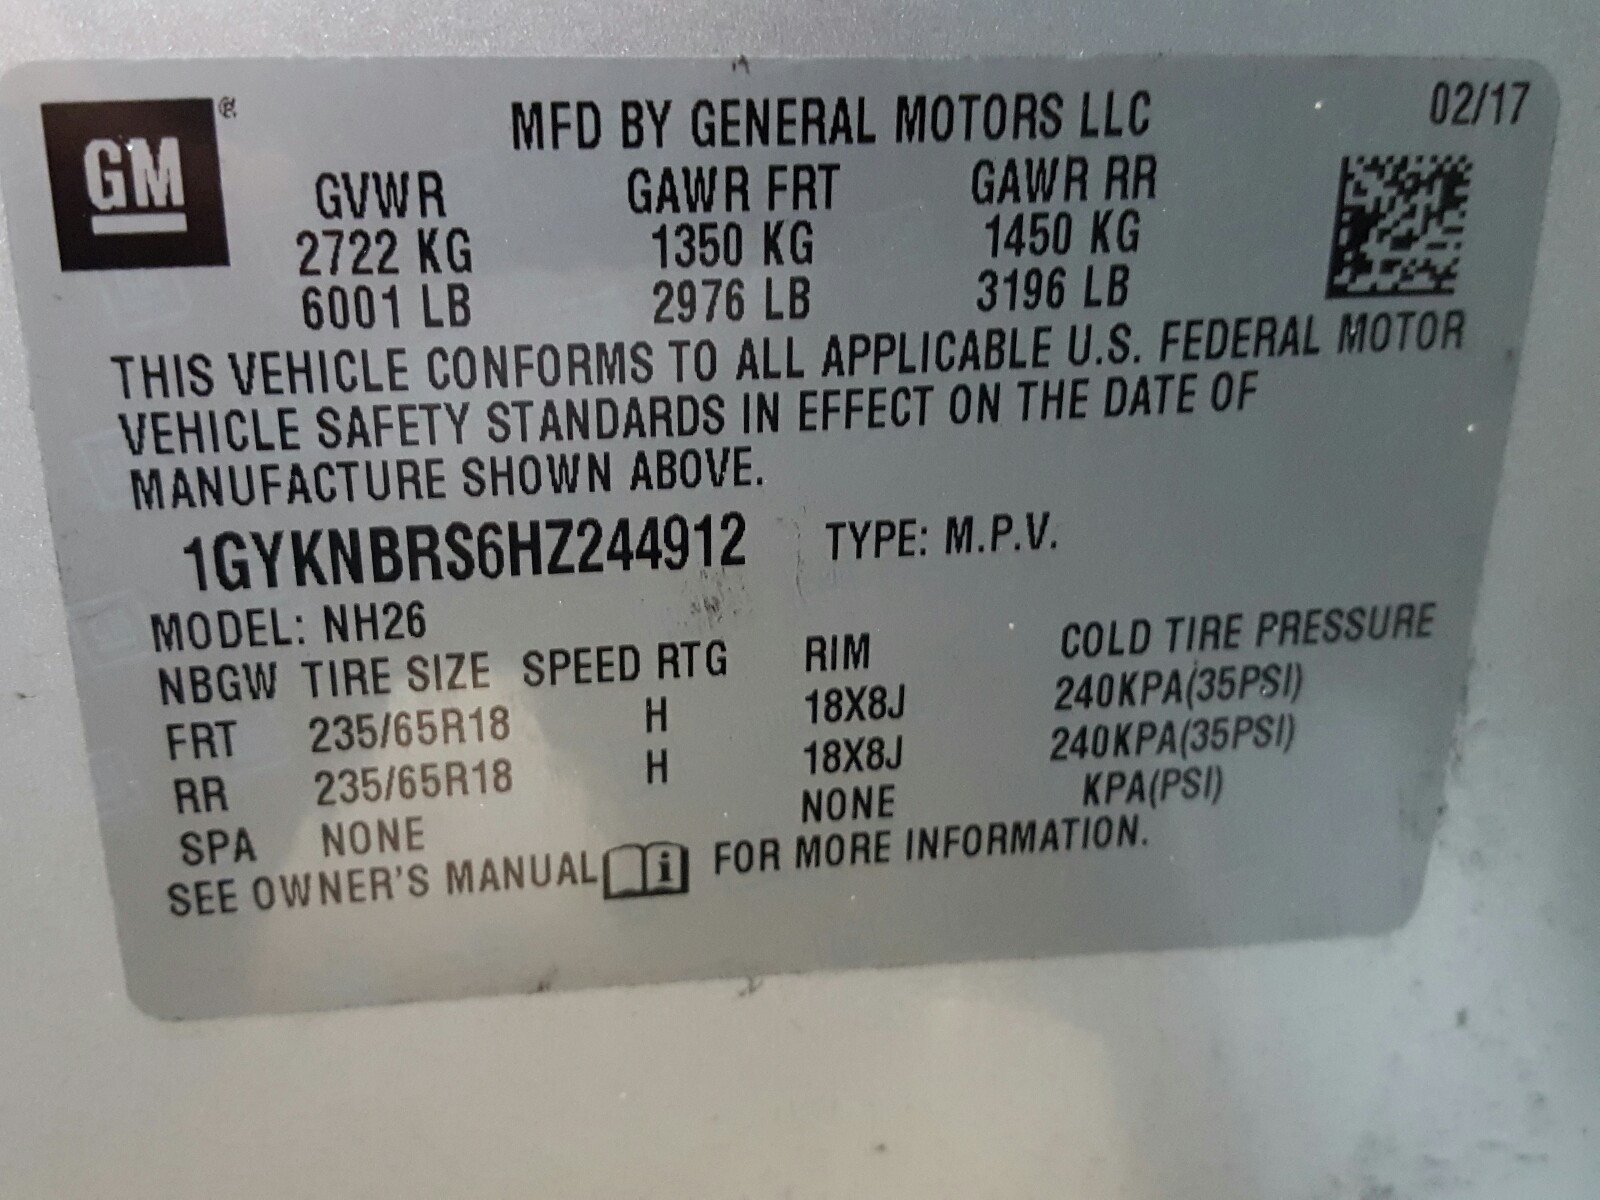 GM ®
MFD BY GENERAL MOTORS LLC 02/17
GVWR GAWR FRT GAWR RR
2722 KG 1350 KG 1450 KG
6001 LB 2976 LB 3196 LB
THIS VEHICLE CONFORMS TO ALL APPLICABLE U.S. FEDERAL MOTOR
VEHICLE SAFETY STANDARDS IN EFFECT ON THE DATE OF
MANUFACTURE SHOWN ABOVE.
1GYKNBRS6HZ244912 TYPE: M.P.V.
MODEL: NH26
NBGW TIRE SIZE SPEED RTG RIM COLD TIRE PRESSURE
FRT 235/65R18 H 18X8J 240KPA(35PSI)
RR 235/65R18 H 18X8J 240KPA(35PSI)
SPA NONE NONE KPA(PSI)
SEE OWNER'S MANUAL i FOR MORE INFORMATION.